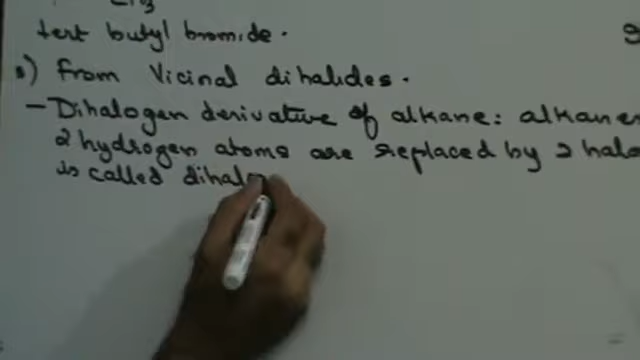 tert butyl bromide.
from Vicinal dihalides.
- Dihalogen derivative of alkane: alkane
2 hydrogen atoms are replaced by 2 halo
is called dihalo